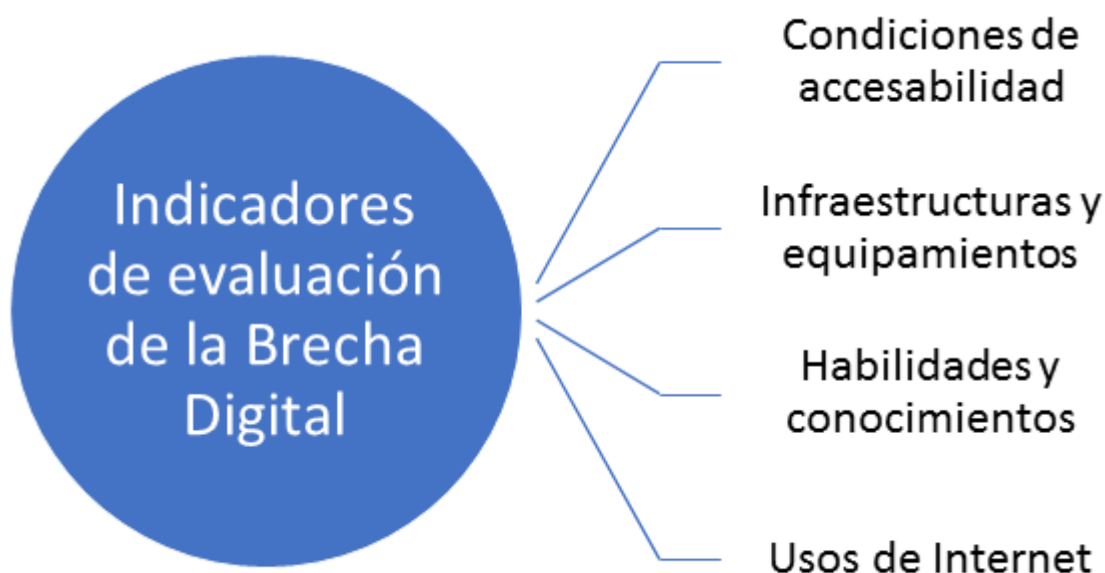 Indicadores
de evaluación
de la Brecha
Digital
Condiciones de
accesabilidad
Infraestructuras y
equipamientos
Habilidades y
conocimientos
Usos de Internet